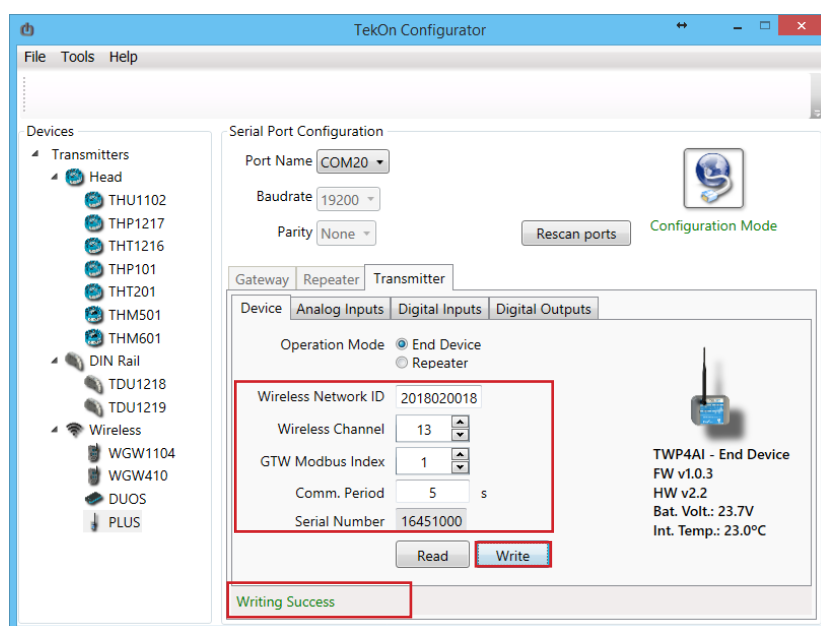 TekOn Configurator
File Tools Help
Devices
Transmitters
Head
THU1102
THP1217
THT1216
THP101
THT201
THM501
THM601
DIN Rail
TDU1218
TDU1219
Wireless
WGW1104
WGW410
DUOS
PLUS
Serial Port Configuration
Port Name COM20
Baudrate 19200
Parity None
Rescan ports
Configuration Mode
Gateway Repeater Transmitter
Device Analog Inputs Digital Inputs Digital Outputs
Operation Mode End Device
Repeater
Wireless Network ID 2018020018
Wireless Channel 13
GTW Modbus Index 1
Comm. Period 5 s
Serial Number 16451000
Read Write
TWP4AI - End Device
FW v1.0.3
HW v2.2
Bat. Volt.: 23.7V
Int. Temp.: 23.0ºC
Writing Success